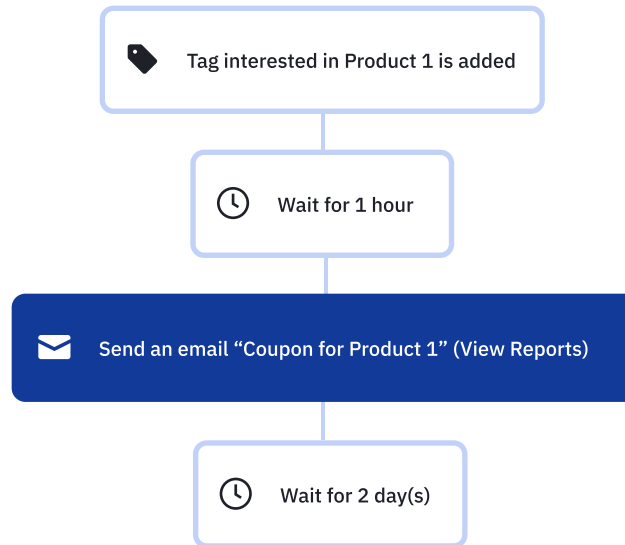 Tag interested in Product 1 is added
Wait for 1 hour
Send an email “Coupon for Product 1” (View Reports)
Wait for 2 day(s)